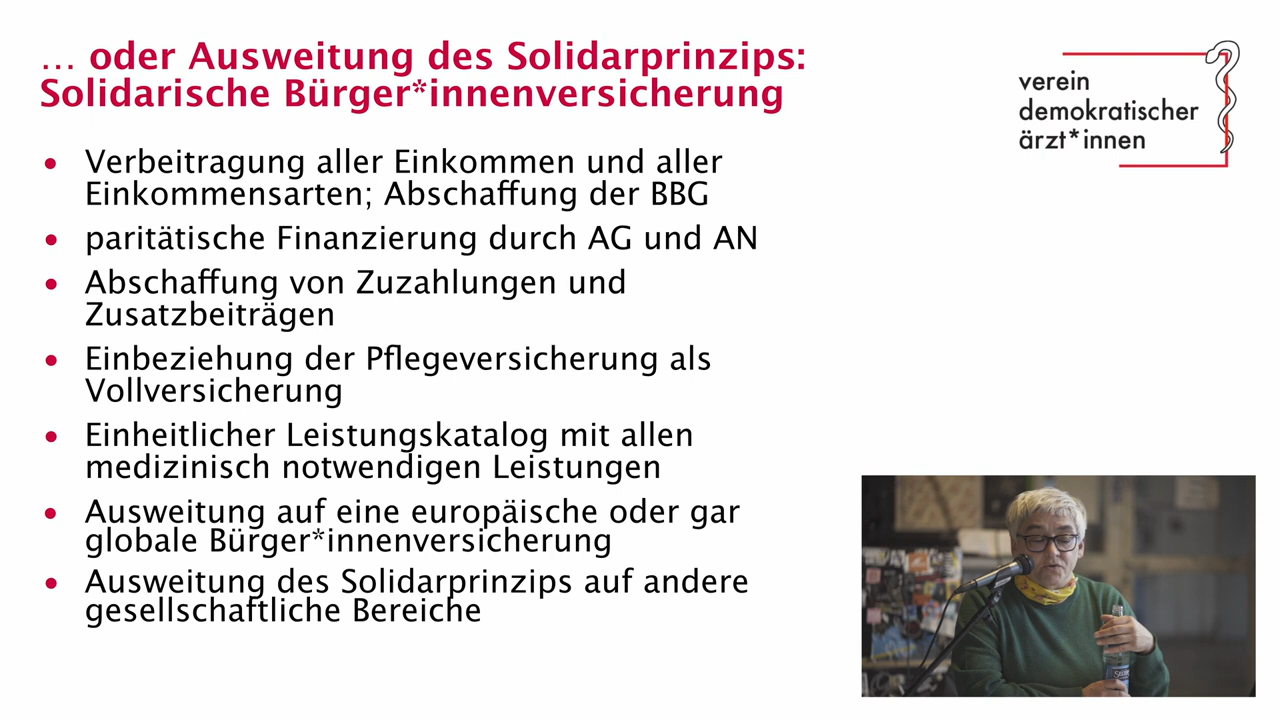 … oder Ausweitung des Solidarprinzips:
Solidarische Bürger*innenversicherung
verein
demokratischer
ärzt*innen
• Verbeitragung aller Einkommen und aller
Einkommensarten; Abschaffung der BBG
• paritätische Finanzierung durch AG und AN
• Abschaffung von Zuzahlungen und
Zusatzbeiträgen
• Einbeziehung der Pflegeversicherung als
Vollversicherung
• Einheitlicher Leistungskatalog mit allen
medizinisch notwendigen Leistungen
• Ausweitung auf eine europäische oder gar
globale Bürger*innenversicherung
• Ausweitung des Solidarprinzips auf andere
gesellschaftliche Bereiche